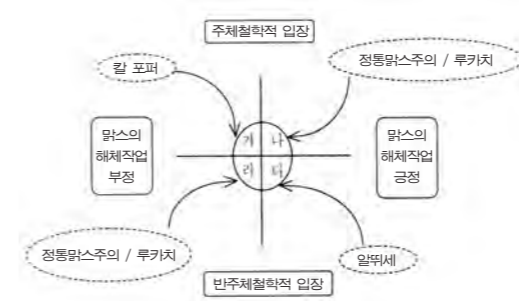 주체철학적 입장
칼 포퍼
정통맑스주의 / 루카치
맑스의
해체작업
부정
가 나
라 다
맑스의
해체작업
긍정
정통맑스주의 / 루카치
알뛰세
반주체철학적 입장